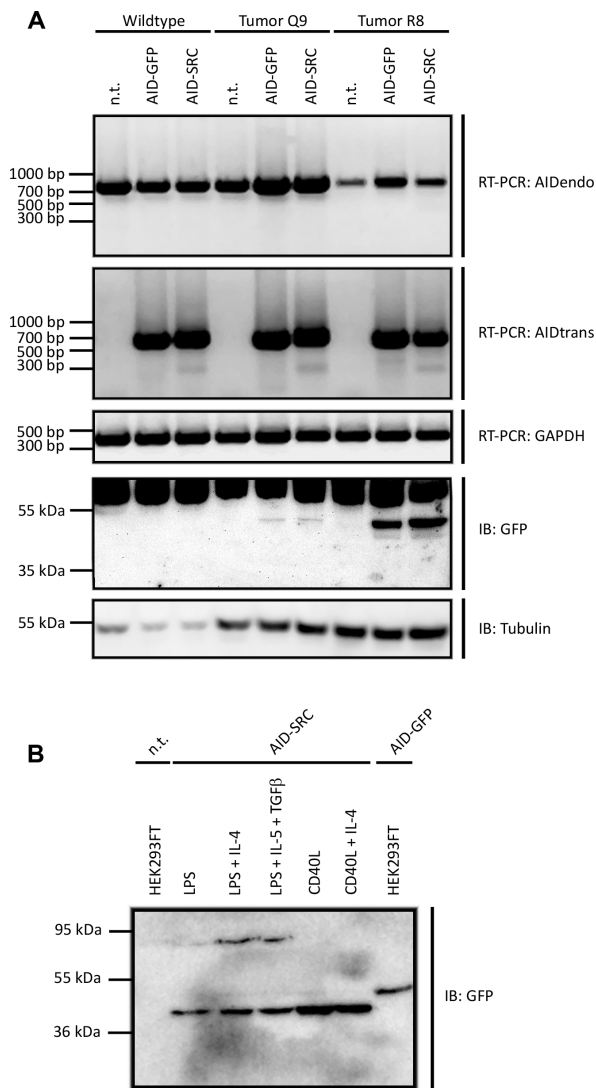 A
Wildtype Tumor Q9 Tumor R8
n.t. AID-GFP AID-SRC n.t. AID-GFP AID-SRC n.t. AID-GFP AID-SRC
1000 bp
700 bp
500 bp
300 bp
RT-PCR: AIDendo
1000 bp
700 bp
500 bp
300 bp
RT-PCR: AIDtrans
500 bp
300 bp
RT-PCR: GAPDH
55 kDa
35 kDa
IB: GFP
55 kDa
IB: Tubulin
B
n.t. AID-SRC AID-GFP
HEK293FT LPS LPS + IL-4 LPS + IL-5 + TGFβ CD40L CD40L + IL-4 HEK293FT
95 kDa
55 kDa
36 kDa
IB: GFP